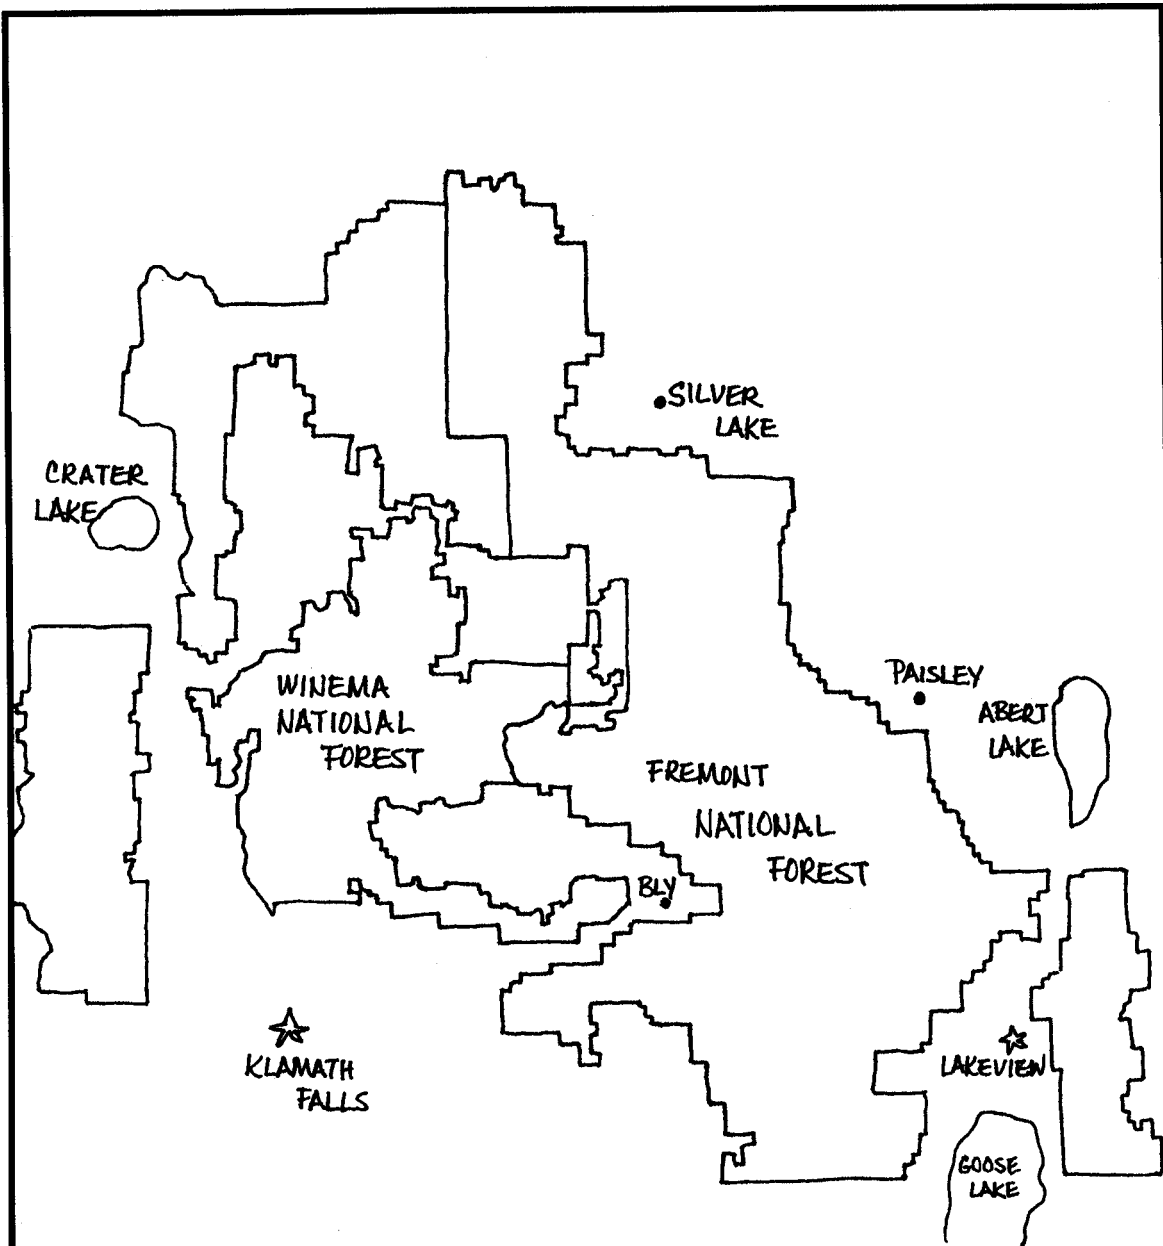 SILVER
LAKE
CRATER
LAKE
PAISLEY
ABERT
LAKE
WINEMA
NATIONAL
FOREST
FREMONT
NATIONAL
FOREST
BLY
KLAMATH
FALLS
LAKEVIEW
GOOSE
LAKE